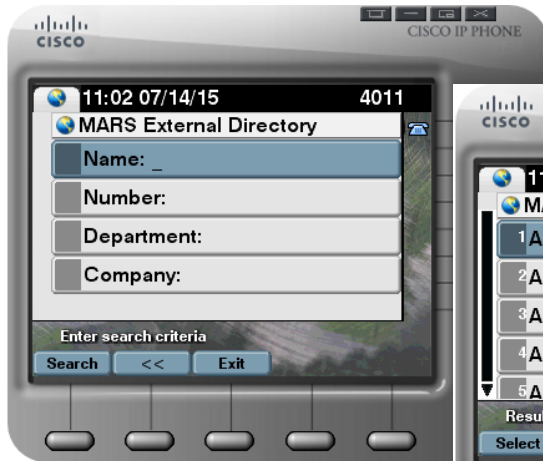 CISCO
CISCO IP PHONE
11:02 07/14/15 4011
MARS External Directory
Name: _
Number:
Department:
Company:
Enter search criteria
Search << Exit
CISCO
1 A
2 A
3 A
4 A
5 A
Select